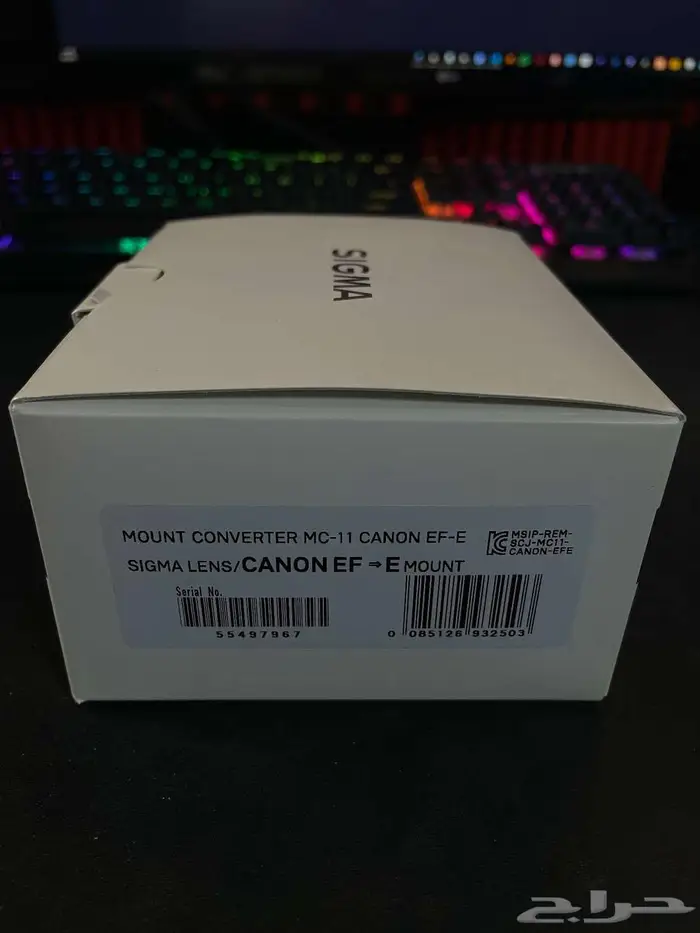 SIGMA
MOUNT CONVERTER MC-11 CANON EF-E
MSIP-REM-
SCJ-MC11-
CANON-EFE
SIGMA LENS/CANON EF ⇒ E MOUNT
Serial No.
55497967
0 085126 932503
حراج